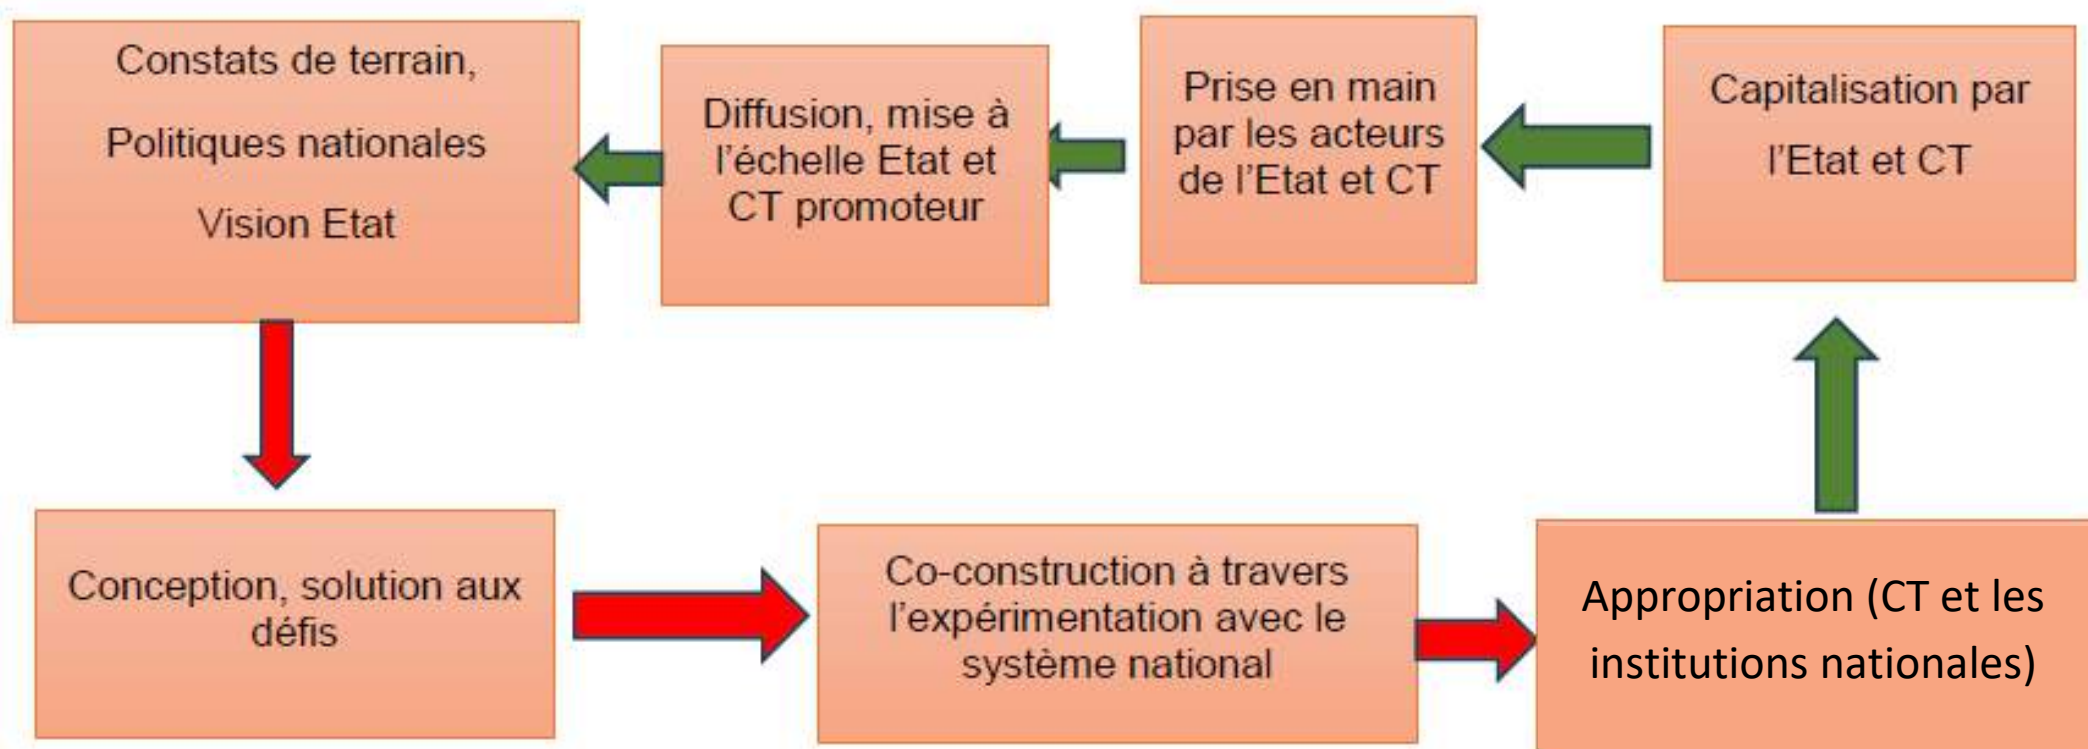 Constats de terrain,
Politiques nationales
Vision Etat
Diffusion, mise à
l’échelle Etat et
CT promoteur
Prise en main
par les acteurs
de l’Etat et CT
Capitalisation par
l’Etat et CT
Conception, solution aux
défis
Co-construction à travers
l’expérimentation avec le
système national
Appropriation (CT et les
institutions nationales)